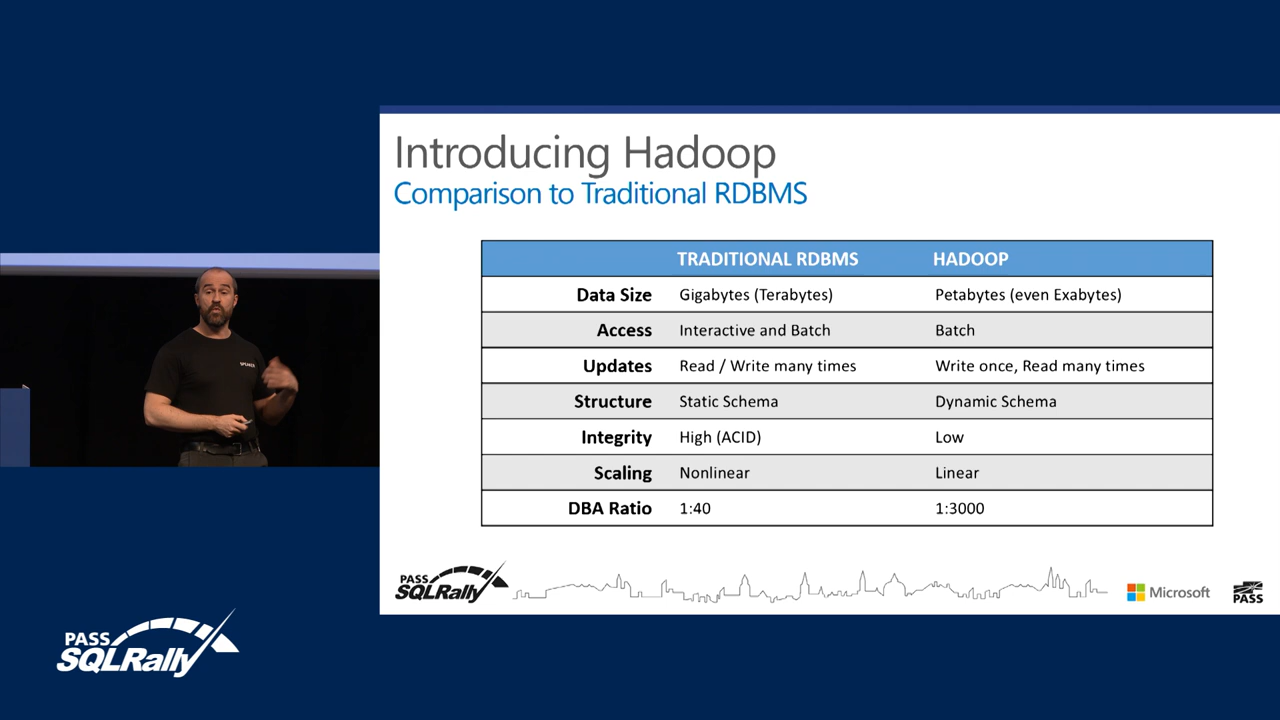 Introducing Hadoop
Comparison to Traditional RDBMS
TRADITIONAL RDBMS HADOOP
Data Size Gigabytes (Terabytes) Petabytes (even Exabytes)
Access Interactive and Batch Batch
Updates Read / Write many times Write once, Read many times
Structure Static Schema Dynamic Schema
Integrity High (ACID) Low
Scaling Nonlinear Linear
DBA Ratio 1:40 1:3000
SPEAKER
PASS
SQLRally
Microsoft
PASS
PASS
SQLRally